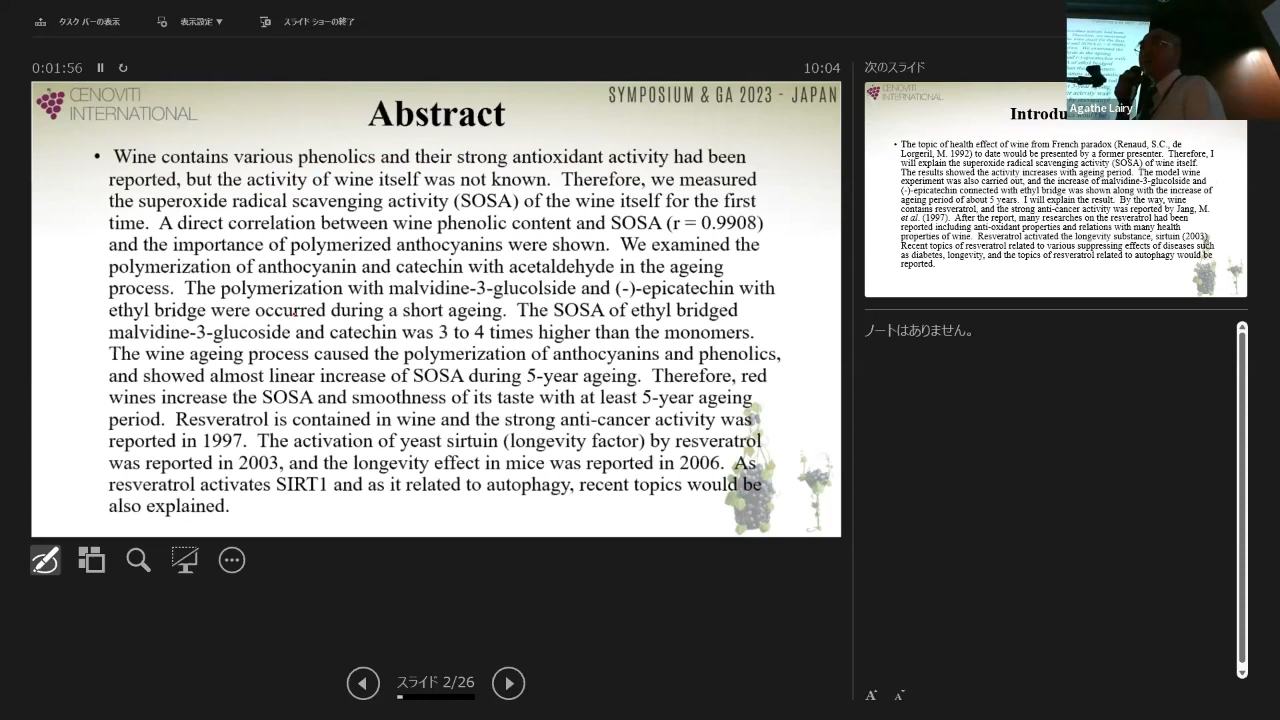 タスク バーの表示
表示設定 ▼
スライド ショーの終了
0:01:56
10:04
次のスライド
Agathe Lairy
CENOVITI
INTERNATIONAL
SYMPOSIUM & GA 2023 - JAPAN
Abstract
• Wine contains various phenolics and their strong antioxidant activity had been
reported, but the activity of wine itself was not known. Therefore, we measured
the superoxide radical scavenging activity (SOSA) of the wine itself for the first
time. A direct correlation between wine phenolic content and SOSA (r = 0.9908)
and the importance of polymerized anthocyanins were shown. We examined the
polymerization of anthocyanin and catechin with acetaldehyde in the ageing
process. The polymerization with malvidine-3-glucolside and (-)-epicatechin with
ethyl bridge were occurred during a short ageing. The SOSA of ethyl bridged
malvidine-3-glucoside and catechin was 3 to 4 times higher than the monomers.
The wine ageing process caused the polymerization of anthocyanins and phenolics,
and showed almost linear increase of SOSA during 5-year ageing. Therefore, red
wines increase the SOSA and smoothness of its taste with at least 5-year ageing
period. Resveratrol is contained in wine and the strong anti-cancer activity was
reported in 1997. The activation of yeast sirtuin (longevity factor) by resveratrol
was reported in 2003, and the longevity effect in mice was reported in 2006. As
resveratrol activates SIRT1 and as it related to autophagy, recent topics would be
also explained.
CENOVITI
INTERNATIONAL
Introdu
• The topic of health effect of wine from French paradox (Renaud, S.C., de
Lorgeril, M. 1992) to date would be presented by a former presenter. Therefore, I
will explain the superoxide radical scavenging activity (SOSA) of wine itself.
The results showed the activity increases with ageing period. The model wine
experiment was also carried out, and the increase of malvidine-3-glucolside and
(-)-epicatechin connected with ethyl bridge was shown along with the increase of
ageing period of about 5 years. I will explain the result. By the way, wine
contains resveratrol, and the strong anti-cancer activity was reported by Jang, M.
et al. (1997). After the report, many researches on the resveratrol had been
reported including anti-oxidant properties and relations with many health
properties of wine. Resveratrol activated the longevity substance, sirtuin (2003).
Recent topics of resveratrol related to various suppressing effects of diseases such
as diabetes, longevity, and the topics of resveratrol related to autophagy would be
reported.
ノートはありません。
スライド 2/26
A A